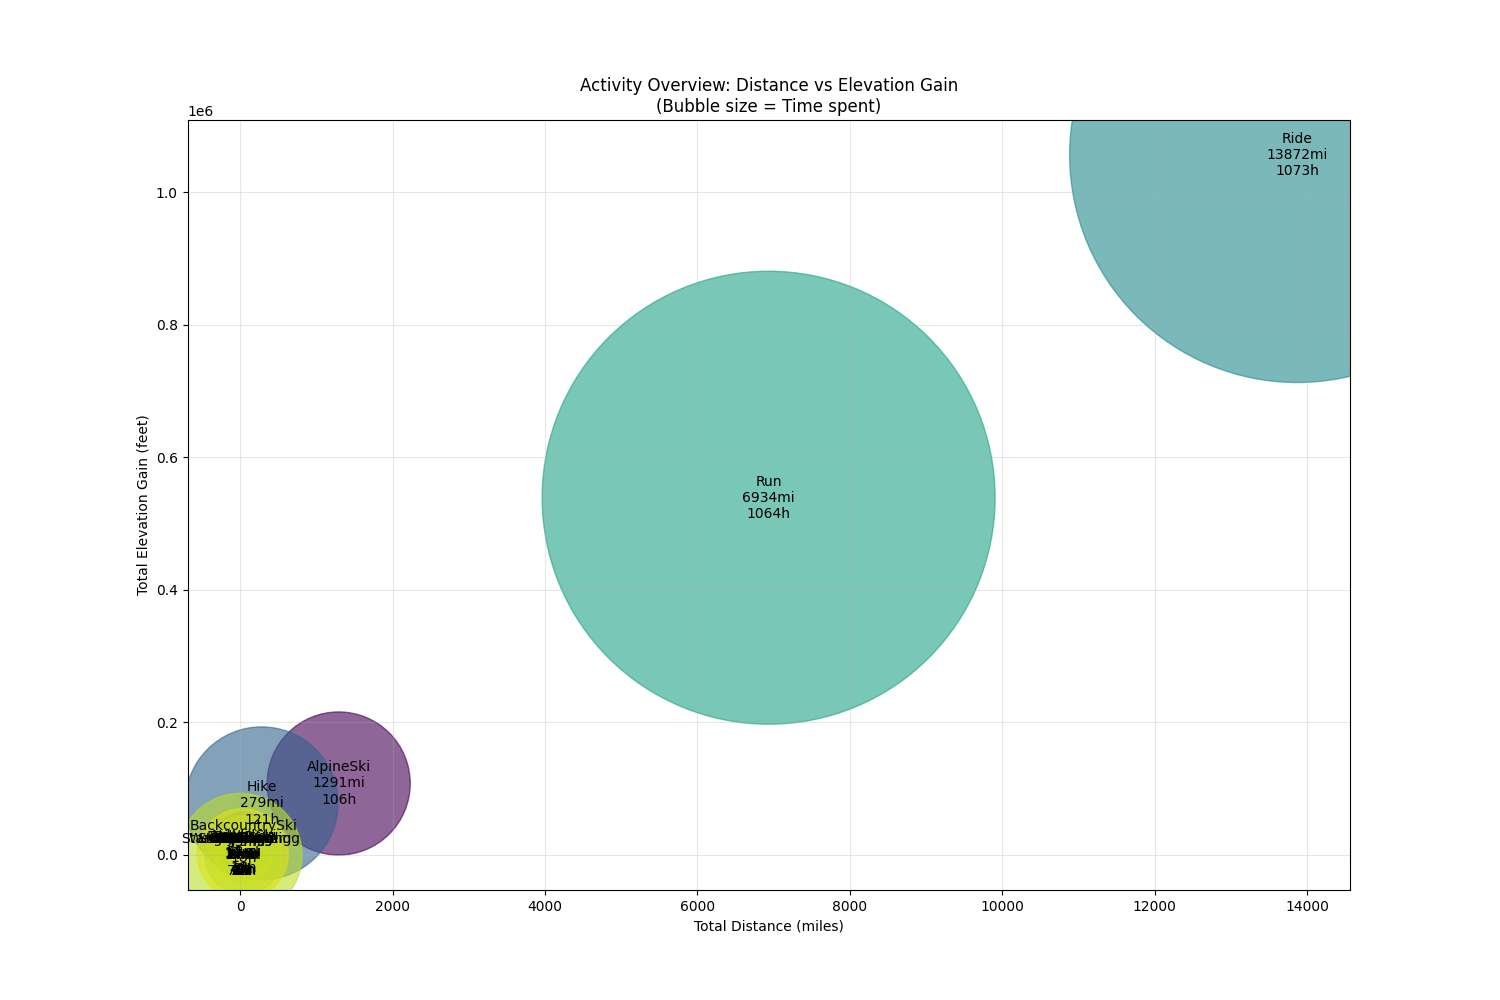 Activity Overview: Distance vs Elevation Gain
(Bubble size = Time spent)
1e6
Ride
13872mi
1073h
1.0
0.8
0.6
0.4
0.2
0.0
Total Elevation Gain (feet)
Run
6934mi
1064h
AlpineSki
1291mi
106h
Hike
279mi
121h
BackcountrySki
0
2000
4000
6000
8000
10000
12000
14000
Total Distance (miles)